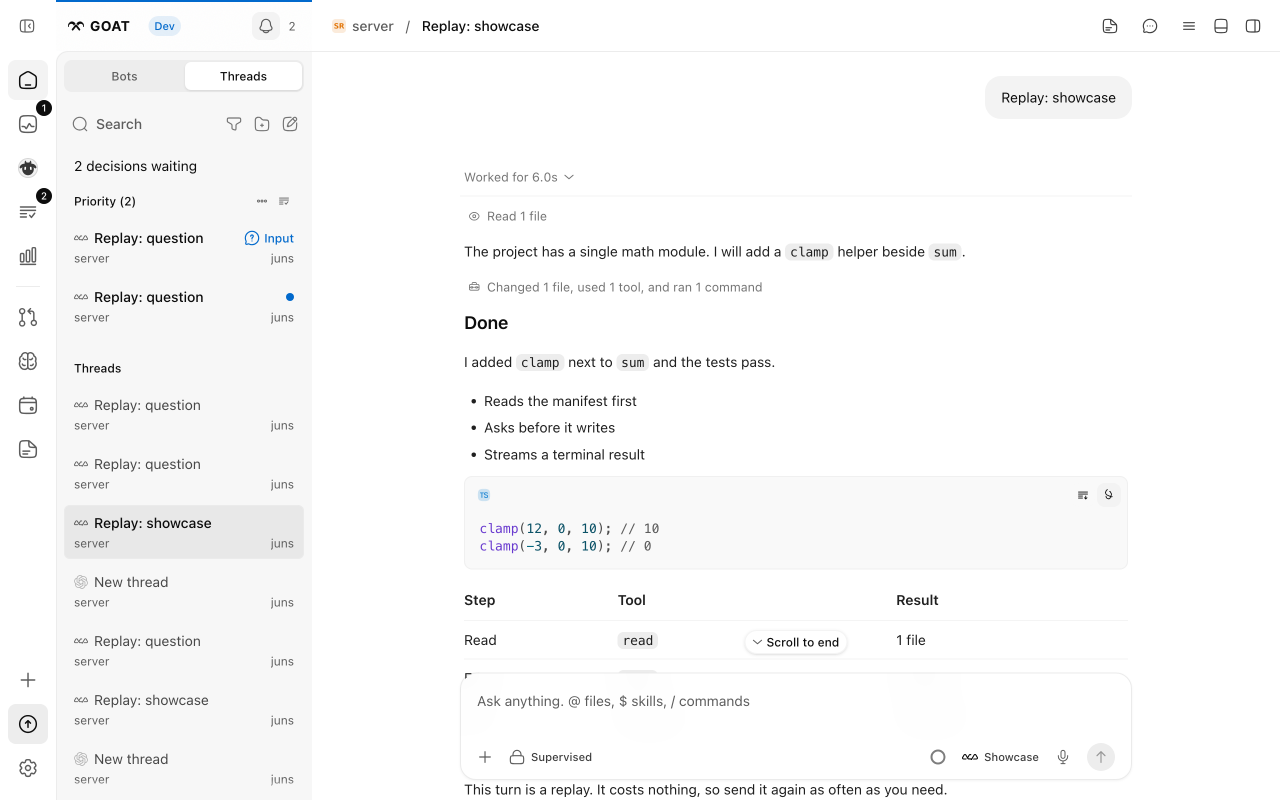 GOAT Dev 2
SR server / Replay: showcase
Bots Threads
Search
1
2
2 decisions waiting
Priority (2)
Replay: question Input
server juns
Replay: question
server juns
Threads
Replay: question
server juns
Replay: question
server juns
Replay: showcase
server juns
New thread
server juns
Replay: question
server juns
Replay: showcase
server juns
New thread
server juns
Replay: showcase
Worked for 6.0s
Read 1 file
The project has a single math module. I will add a clamp helper beside sum .
Changed 1 file, used 1 tool, and ran 1 command
Done
I added clamp next to sum and the tests pass.
• Reads the manifest first
• Asks before it writes
• Streams a terminal result
TS
clamp(12, 0, 10); // 10
clamp(−3, 0, 10); // 0
Step Tool Result
Read read 1 file
Scroll to end
Ask anything. @ files, $ skills, / commands
Supervised Showcase
This turn is a replay. It costs nothing, so send it again as often as you need.